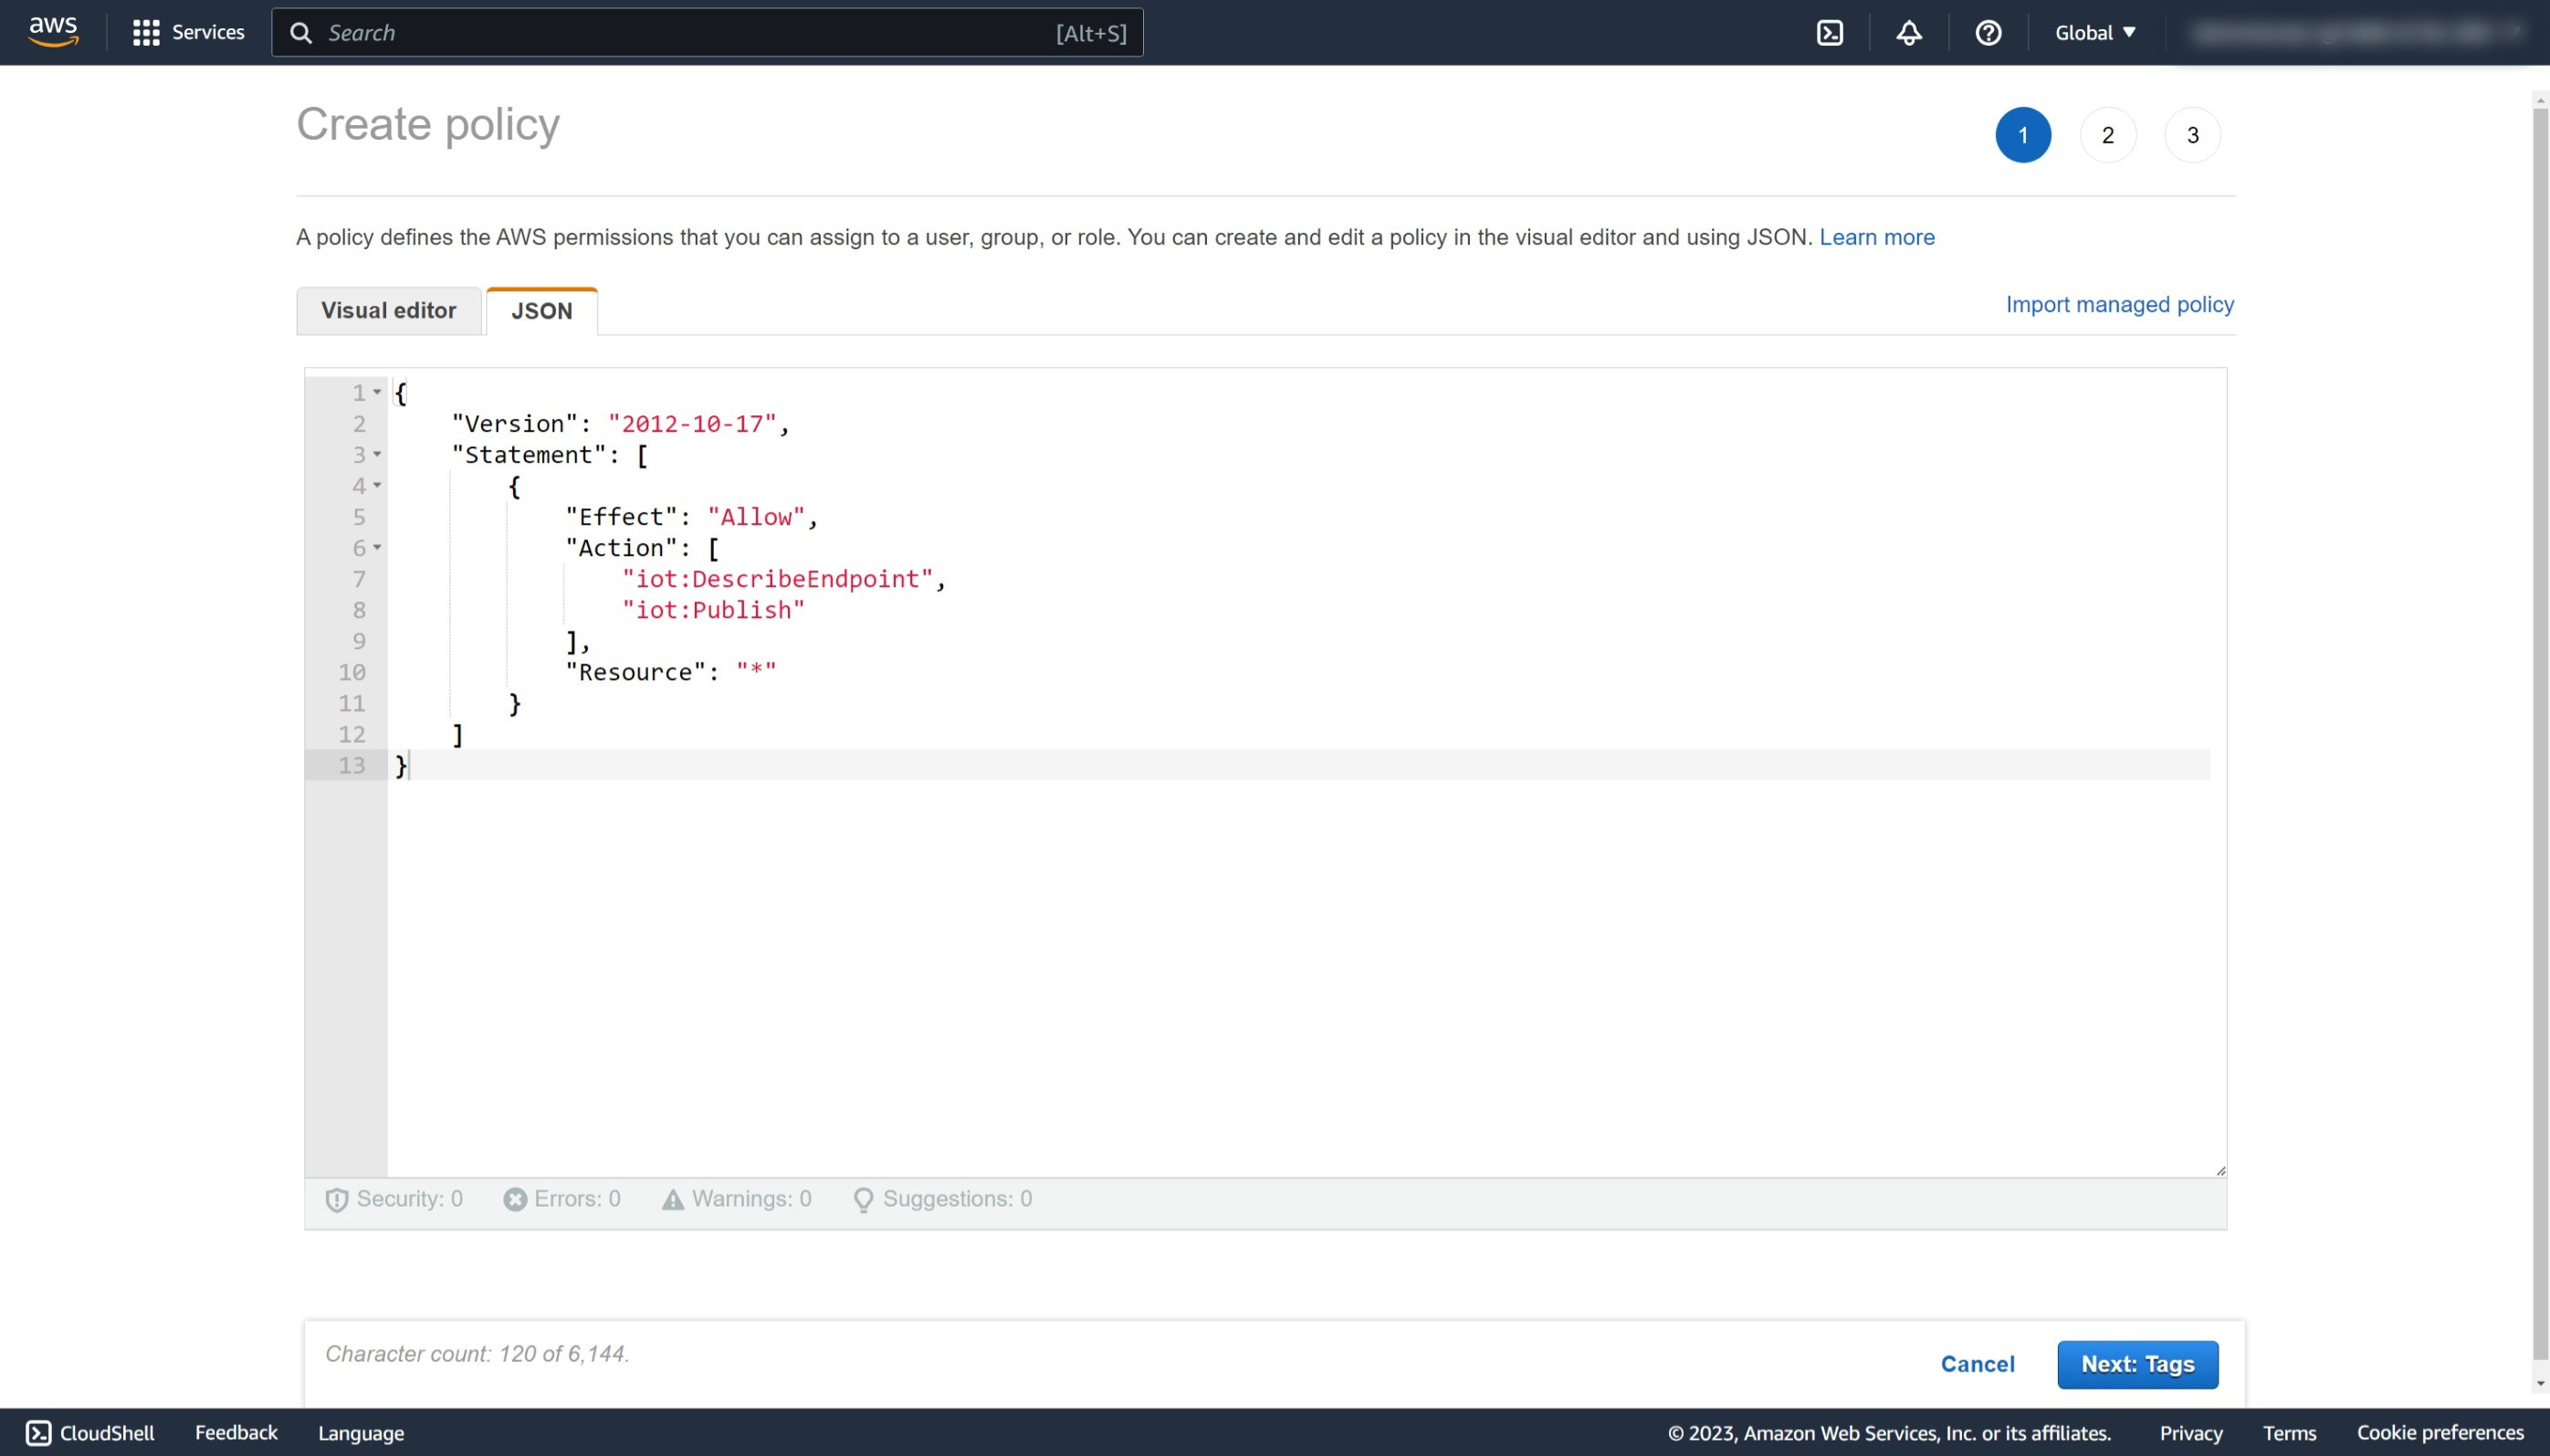 aws Services Search [Alt+S] Global
Create policy
1 2 3
A policy defines the AWS permissions that you can assign to a user, group, or role. You can create and edit a policy in the visual editor and using JSON. Learn more
Visual editor JSON Import managed policy
1 {
2 "Version": "2012-10-17",
3 "Statement": [
4 {
5 "Effect": "Allow",
6 "Action": [
7 "iot:DescribeEndpoint",
8 "iot:Publish"
9 ],
10 "Resource": "*"
11 }
12 ]
13 }
Security: 0 Errors: 0 Warnings: 0 Suggestions: 0
Character count: 120 of 6,144.
Cancel Next: Tags
CloudShell Feedback Language © 2023, Amazon Web Services, Inc. or its affiliates. Privacy Terms Cookie preferences